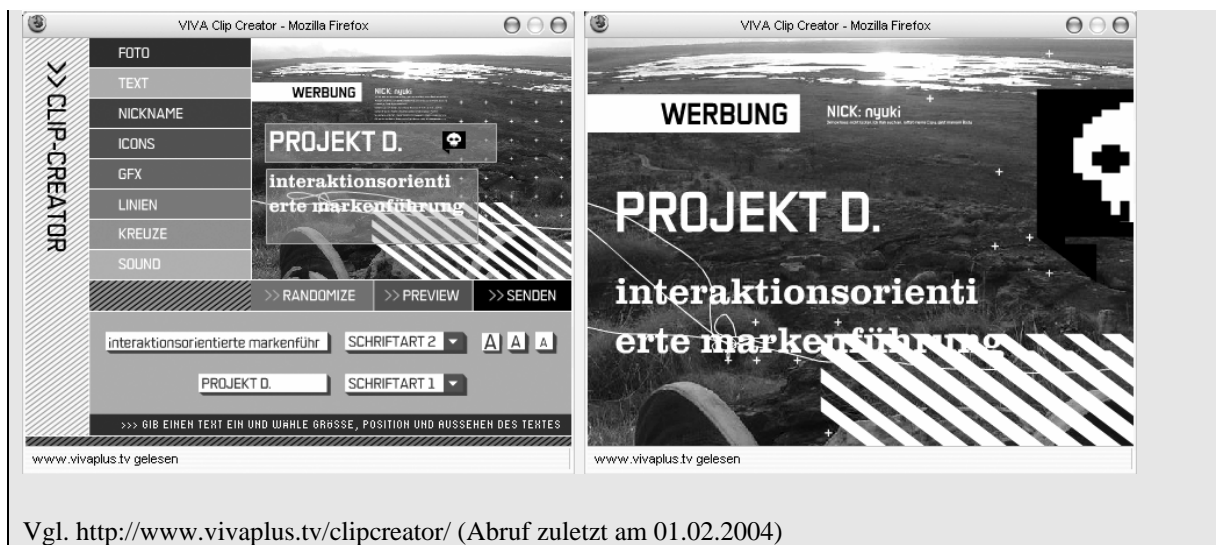 VIVA Clip Creator - Mozilla Firefox
>> CLIP-CREATOR
FOTO
TEXT
NICKNAME
ICONS
GFX
LINIEN
KREUZE
SOUND
WERBUNG
NICK: nyuki
PROJEKT D.
interaktionsorienti
erte markenführung
>> RANDOMIZE
>> PREVIEW
>> SENDEN
interaktionsorientierte markenführ
SCHRIFTART 2
A A A
PROJEKT D.
SCHRIFTART 1
>>> GIB EINEN TEXT EIN UND WÄHLE GRÖSSE, POSITION UND AUSSEHEN DES TEXTES
www.vivaplus.tv gelesen
VIVA Clip Creator - Mozilla Firefox
WERBUNG
NICK: nyuki
PROJEKT D.
interaktionsorienti
erte markenführung
www.vivaplus.tv gelesen
Vgl. http://www.vivaplus.tv/clipcreator/ (Abruf zuletzt am 01.02.2004)